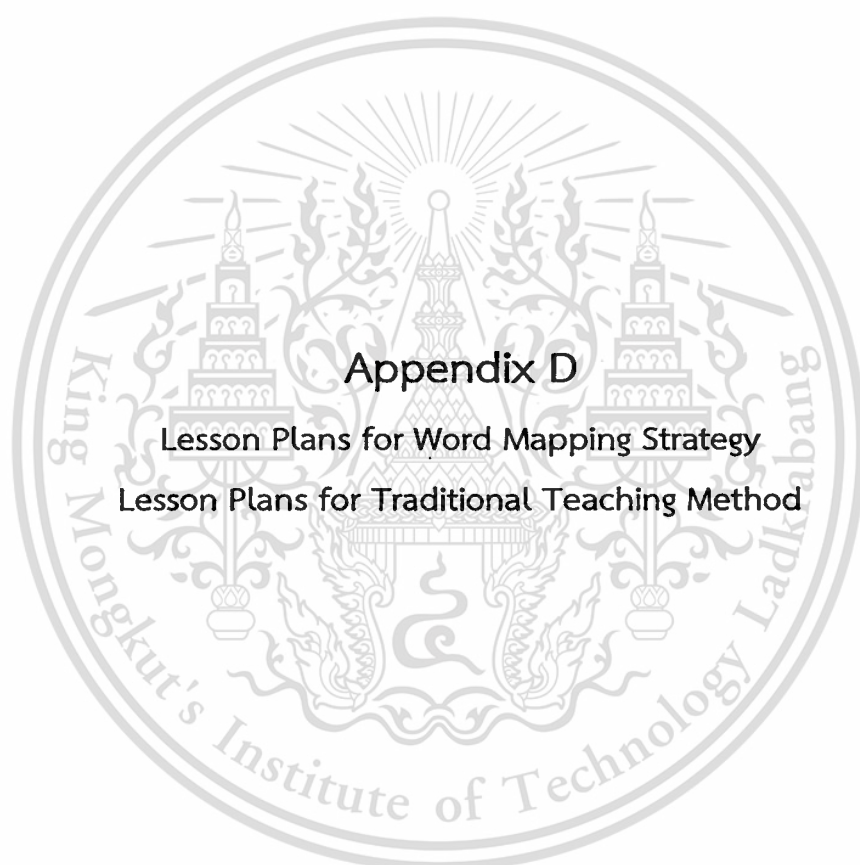 Appendix D
Lesson Plans for Word Mapping Strategy
Lesson Plans for Traditional Teaching Method
King Mongkut's Institute of Technology Ladkrabang